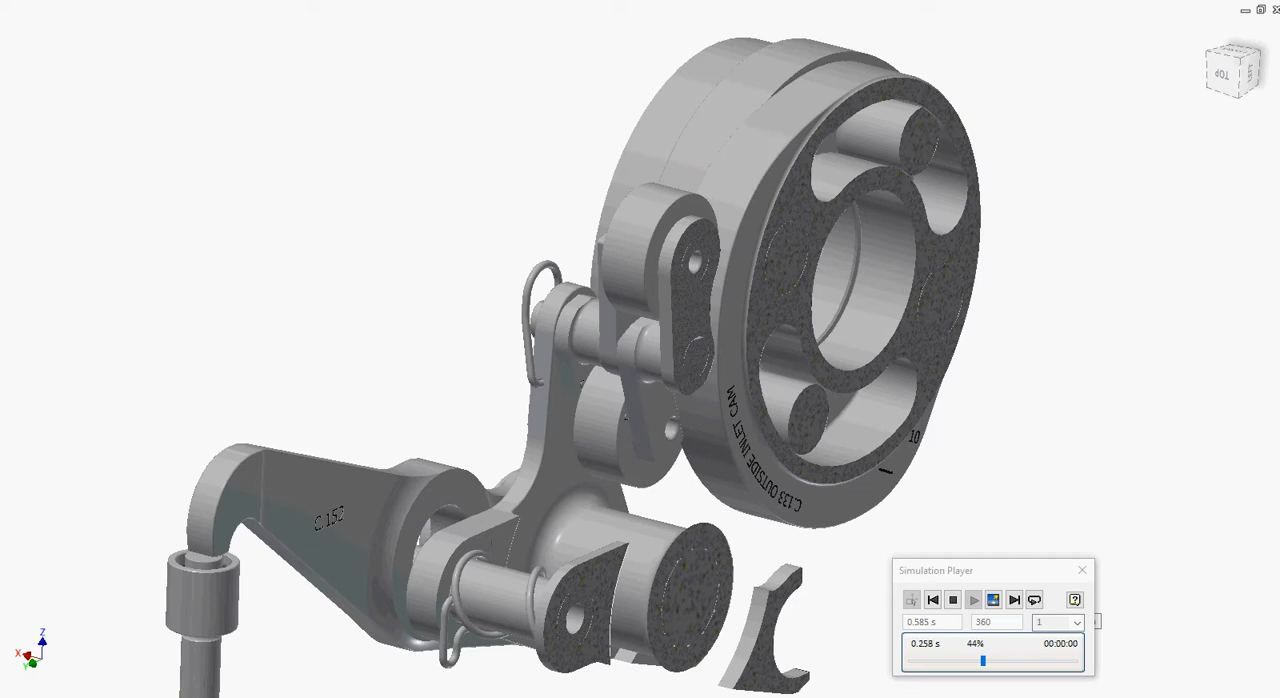 TOP
LEFT
C.133 OUTSIDE INLET CAM
10
C.152
Simulation Player
0.585 s 360 1
0.258 s 44% 00:00:00
Z
X
Y